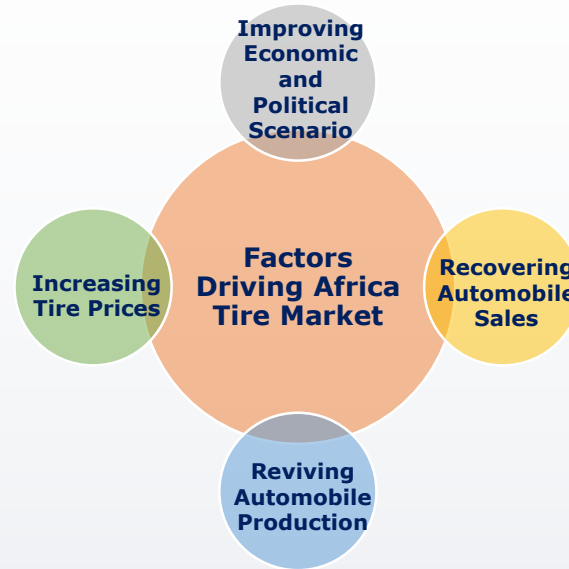 Improving
Economic
and
Political
Scenario
Factors
Driving Africa
Tire Market
Increasing
Tire Prices
Recovering
Automobile
Sales
Reviving
Automobile
Production